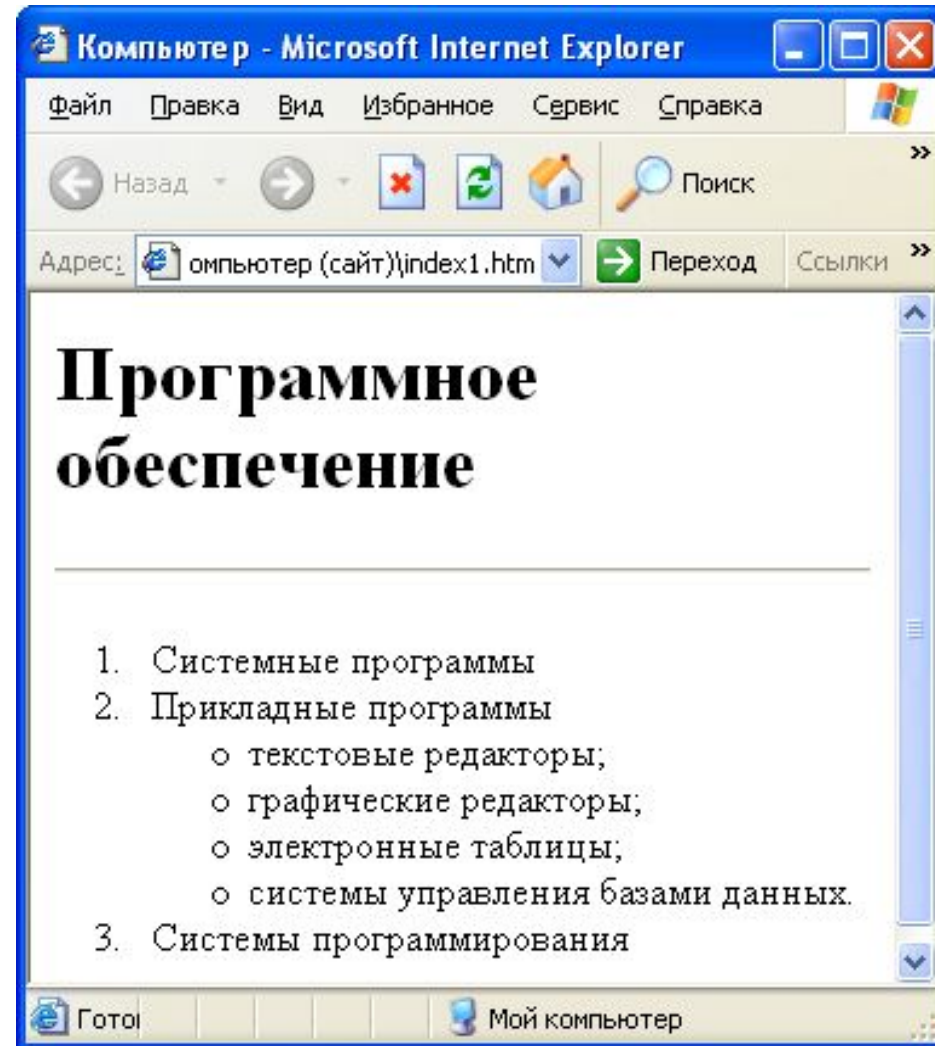 Компьютер - Microsoft Internet Explorer
Файл Правка Вид Избранное Сервис Справка
Назад Поиск »
Адрес: омпьютер (сайт)\index1.htm Переход Ссылки »
Программное
обеспечение
1. Системные программы
2. Прикладные программы
o текстовые редакторы;
o графические редакторы;
o электронные таблицы;
o системы управления базами данных.
3. Системы программирования
Гото Мой компьютер